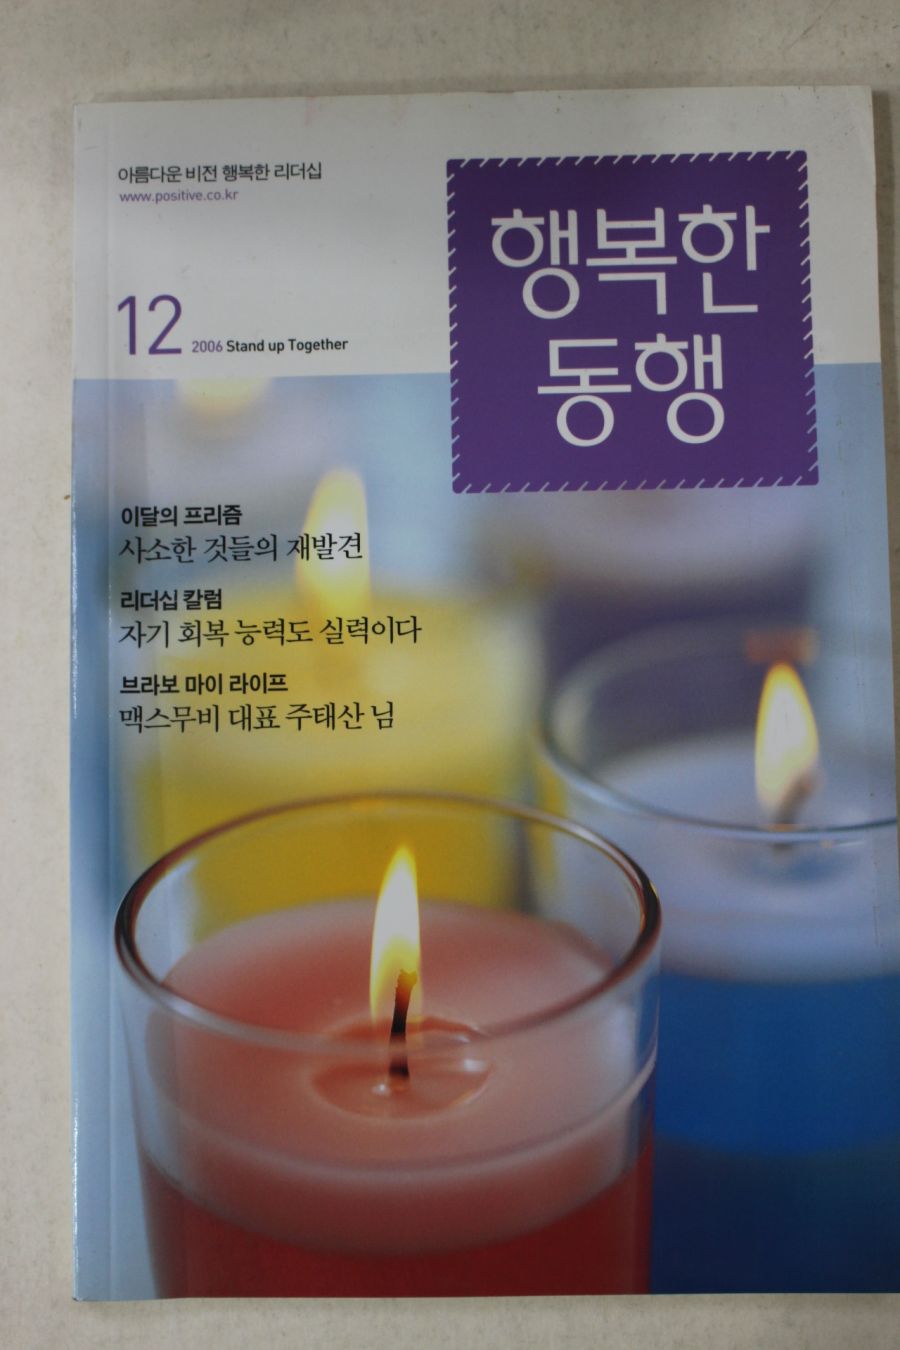 아름다운 비전 행복한 리더십
www.positive.co.kr
12 2006 Stand up Together
행복한
동행
이달의 프리즘
사소한 것들의 재발견
리더십 칼럼
자기 회복 능력도 실력이다
브라보 마이 라이프
맥스무비 대표 주태산 님